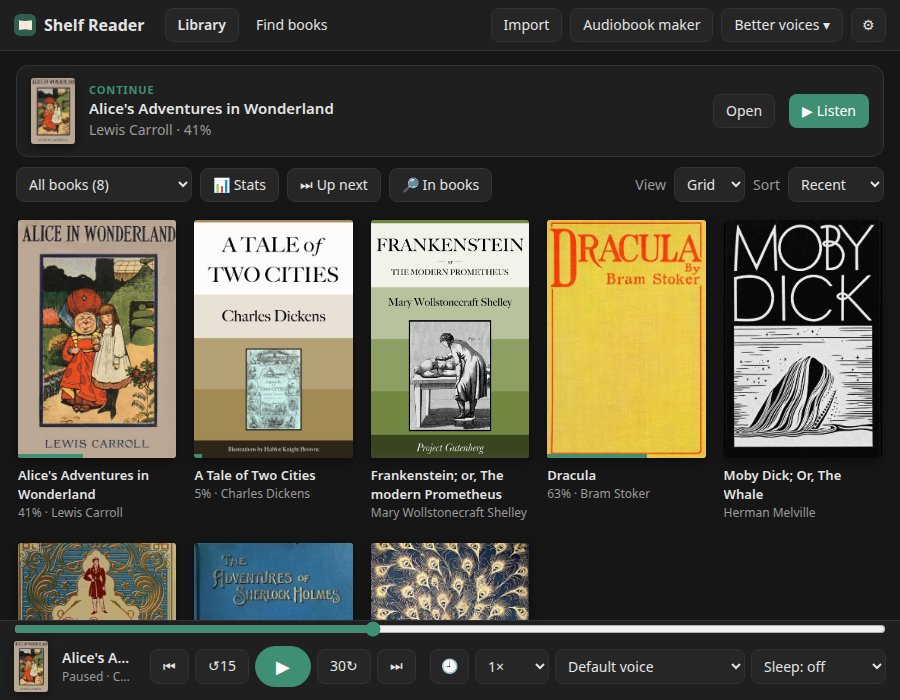 Shelf Reader
Library
Find books
Import
Audiobook maker
Better voices ▾
CONTINUE
Alice's Adventures in Wonderland
Lewis Carroll · 41%
Open
▶ Listen
All books (8)
Stats
Up next
In books
View
Grid
Sort
Recent
ALICE IN WONDERLAND
LEWIS CARROLL
A TALE of
TWO CITIES
Charles Dickens
FRANKENSTEIN
or
THE MODERN PROMETHEUS
Mary Wollstonecraft Shelley
Project Gutenberg
DRACULA
By
Bram Stoker
MOBY
DICK
Alice's Adventures in
Wonderland
41% · Lewis Carroll
A Tale of Two Cities
5% · Charles Dickens
Frankenstein; or, The
modern Prometheus
Mary Wollstonecraft Shelley
Dracula
63% · Bram Stoker
Moby Dick; Or, The
Whale
Herman Melville
THE
ADVENTURES OF
SHERLOCK HOLMES
Alice's A...
Paused · C...
↺15
30↻
1×
Default voice
Sleep: off